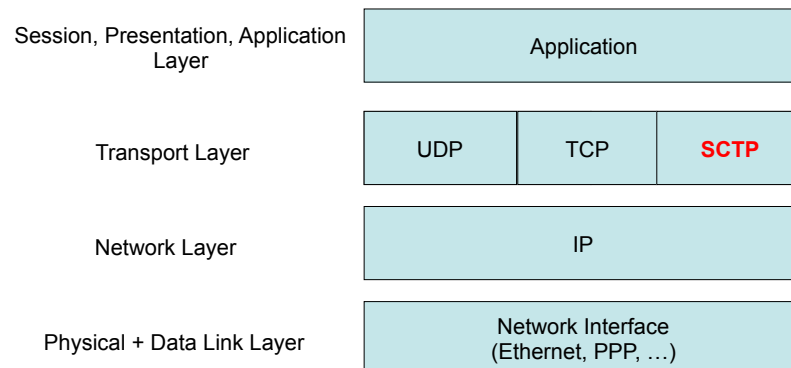 Session, Presentation, Application
Layer
Application
Transport Layer
UDP
TCP
SCTP
Network Layer
IP
Physical + Data Link Layer
Network Interface
(Ethernet, PPP, …)